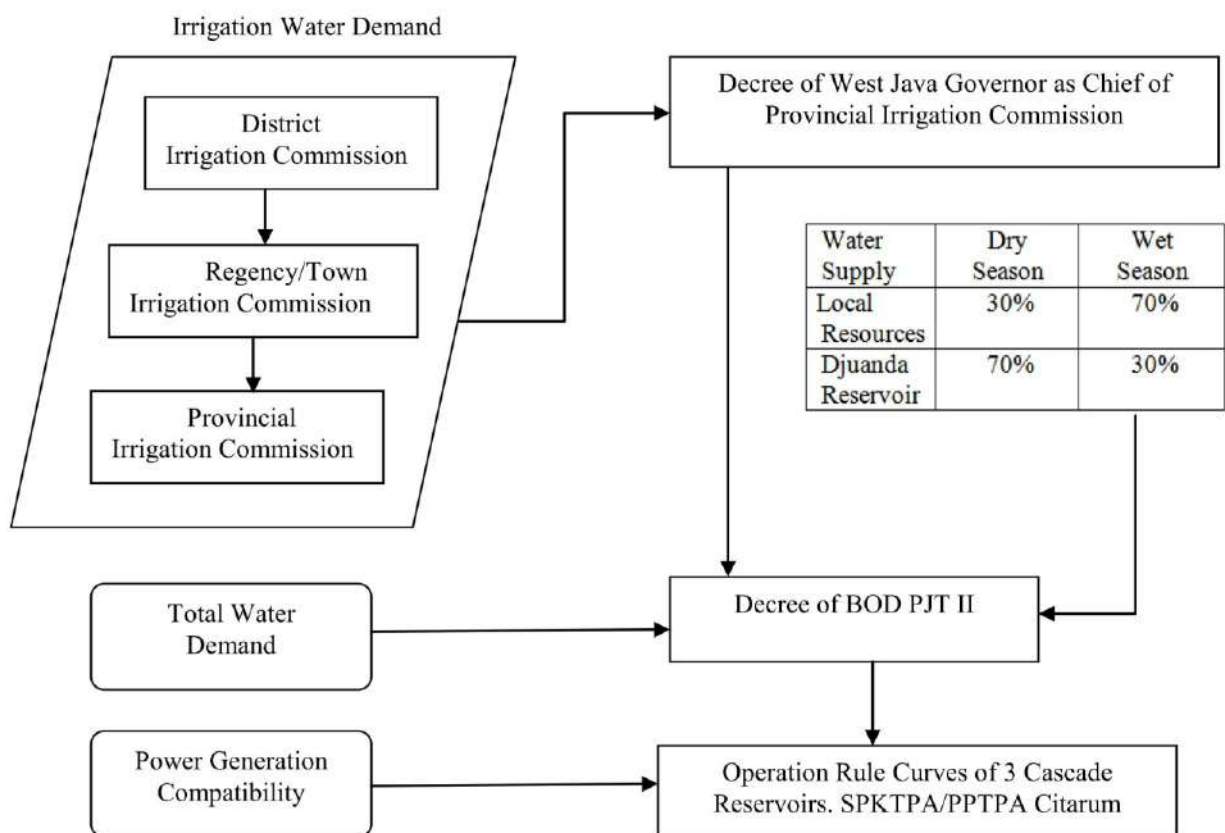 Irrigation Water Demand
District
Irrigation Commission
Regency/Town
Irrigation Commission
Provincial
Irrigation Commission
Decree of West Java Governor as Chief of
Provincial Irrigation Commission
Water Supply Dry Season Wet Season
Local Resources 30% 70%
Djuanda Reservoir 70% 30%
Total Water
Demand
Decree of BOD PJT II
Power Generation
Compatibility
Operation Rule Curves of 3 Cascade
Reservoirs. SPKTPA/PPTPA Citarum